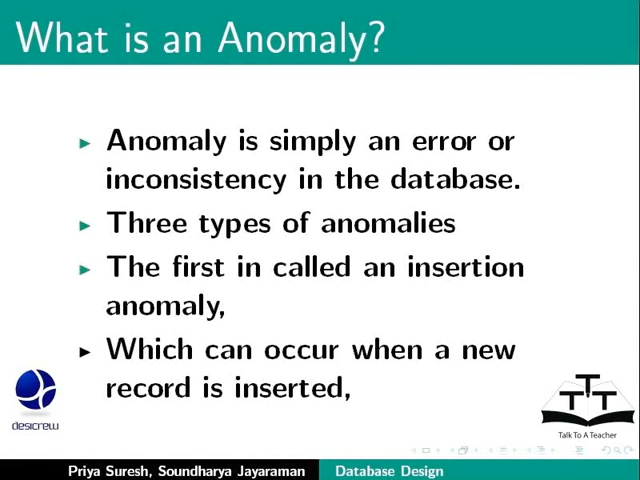 What is an Anomaly?
Anomaly is simply an error or
inconsistency in the database.
Three types of anomalies
The first in called an insertion
anomaly,
Which can occur when a new
record is inserted,
desicrew
TTT
Talk To A Teacher
Priya Suresh, Soundharya Jayaraman
Database Design